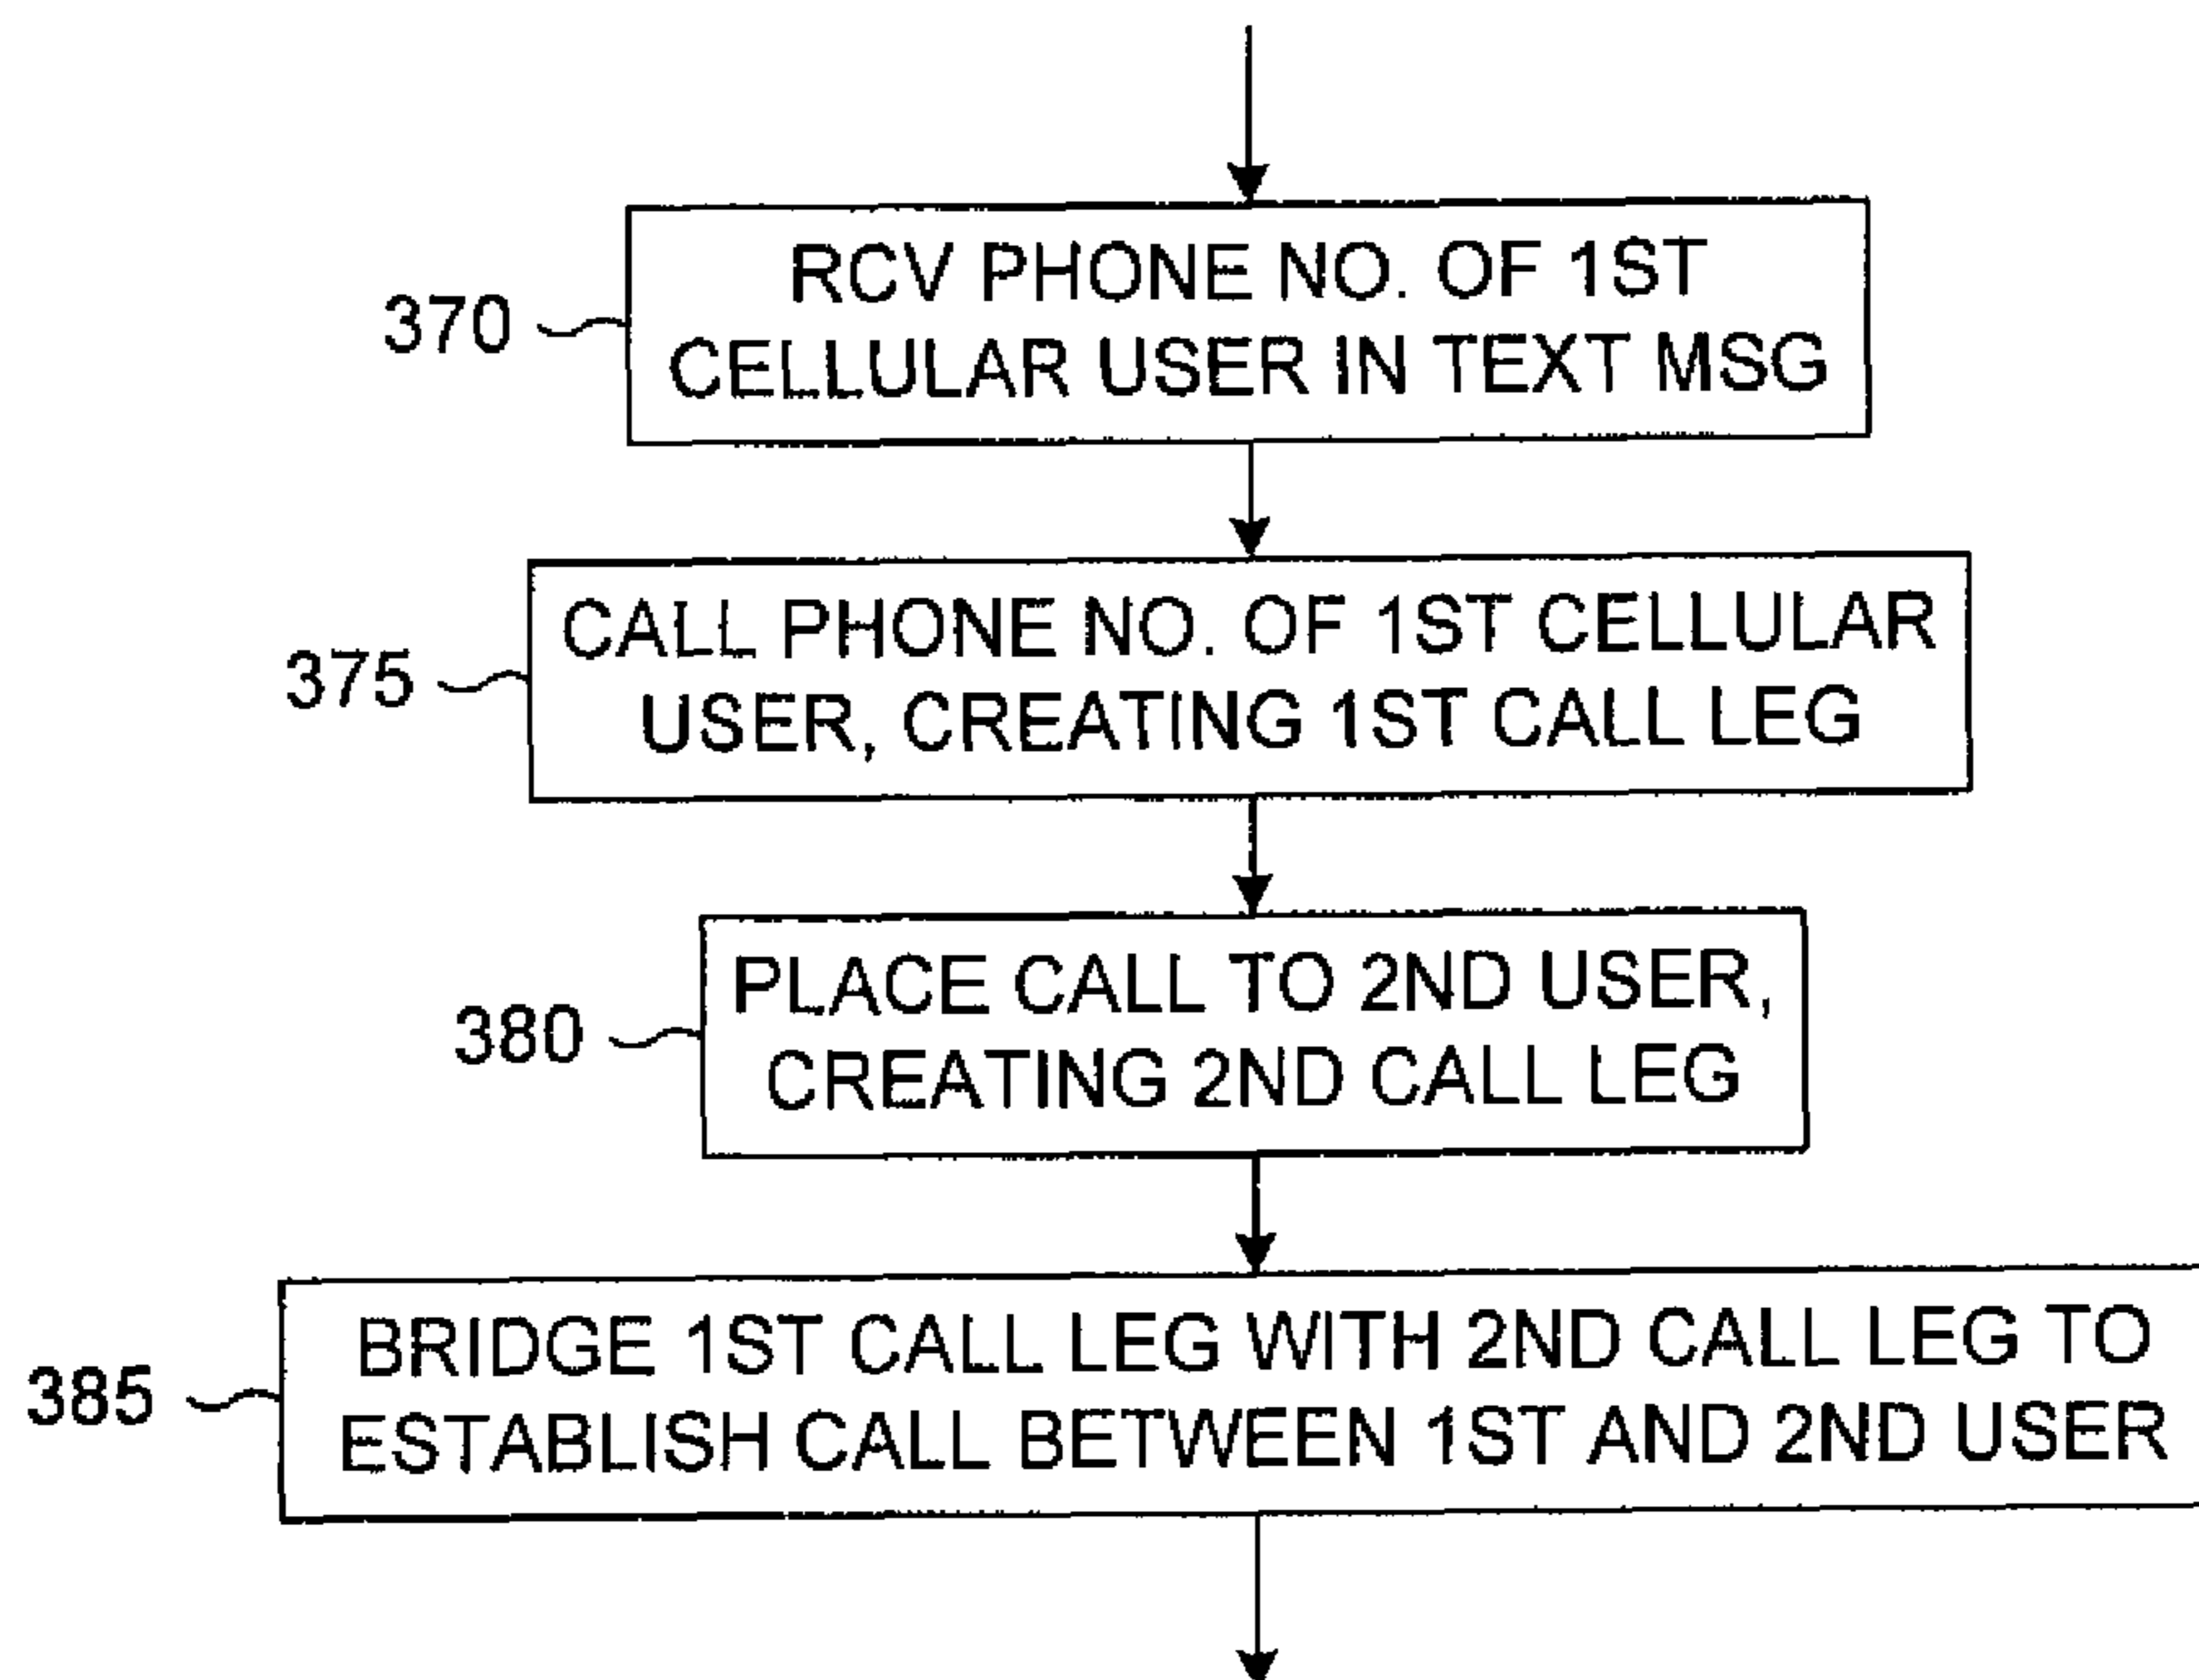 RCV PHONE NO. OF 1ST
370
CELLULAR USER IN TEXT MSG
CALL PHONE NO. OF 1ST CELLULAR
375
USER, CREATING 1ST CALL LEG
PLACE CALL TO 2ND USER,
380
CREATING 2ND CALL LEG
BRIDGE 1ST CALL LEG WITH 2ND CALL LEG TO
385
ESTABLISH CALL BETWEEN 1ST AND 2ND USER